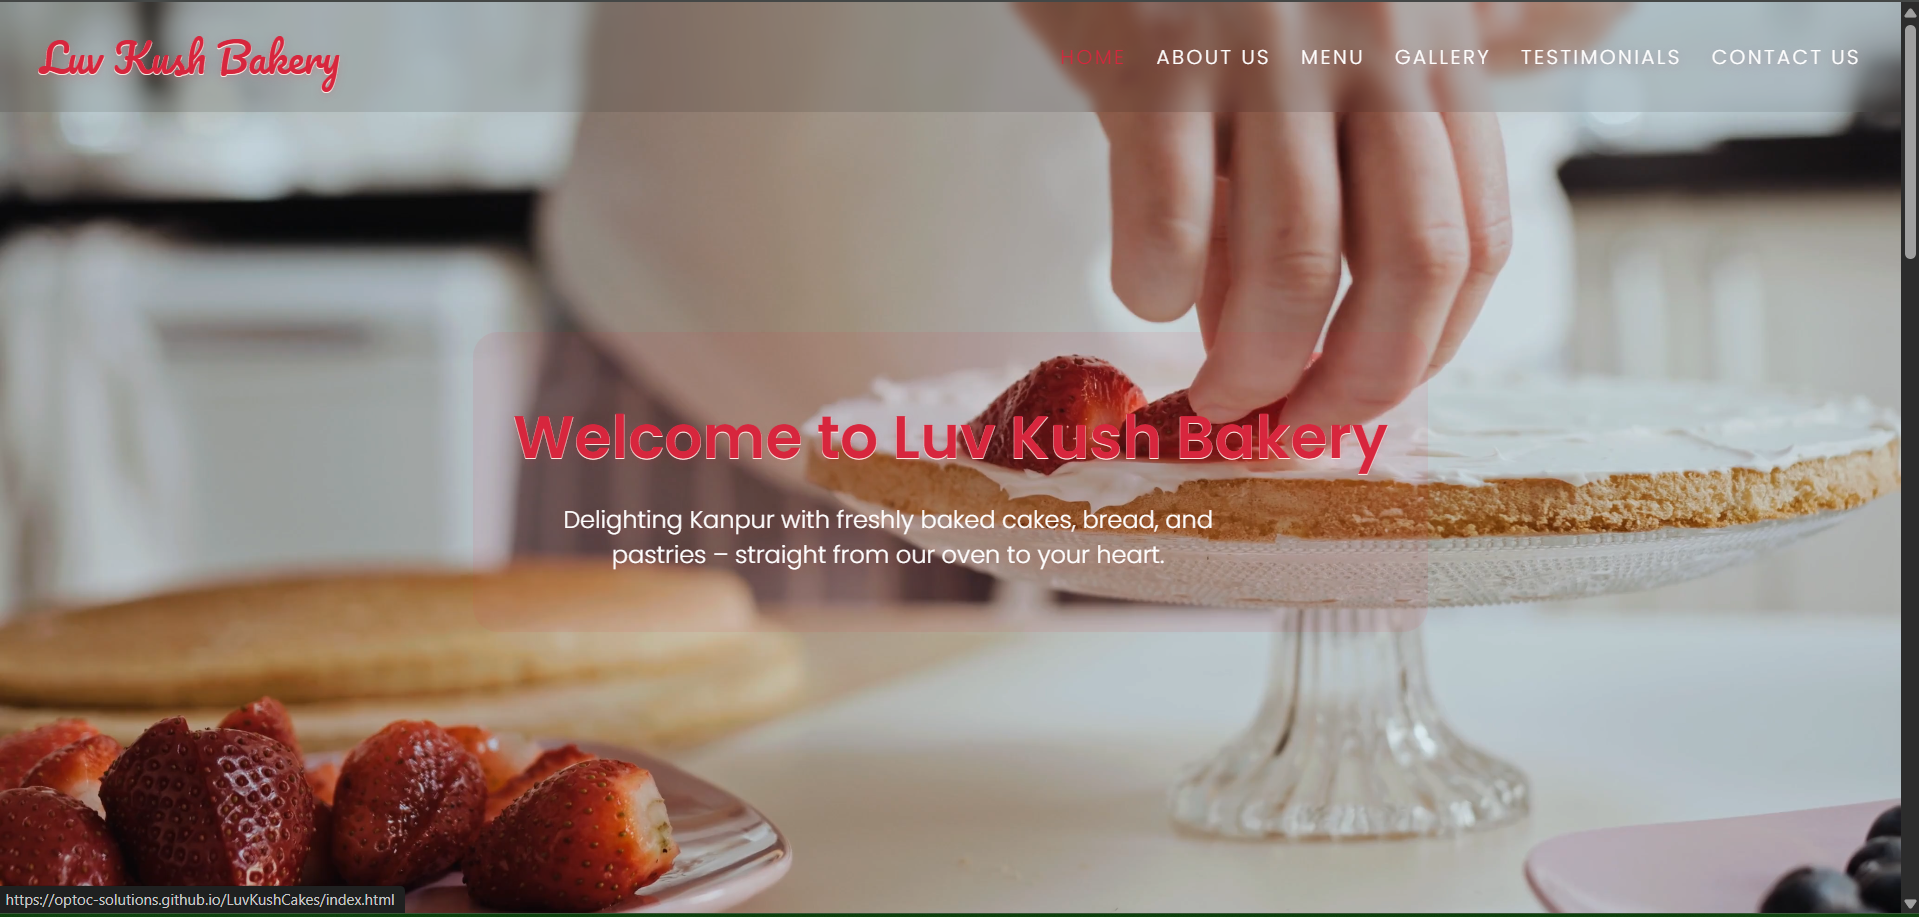 Luv Kush Bakery
HOME ABOUT US MENU GALLERY TESTIMONIALS CONTACT US
Welcome to Luv Kush Bakery
Delighting Kanpur with freshly baked cakes, bread, and
pastries – straight from our oven to your heart.
https://optoc-solutions.github.io/LuvKushCakes/index.html